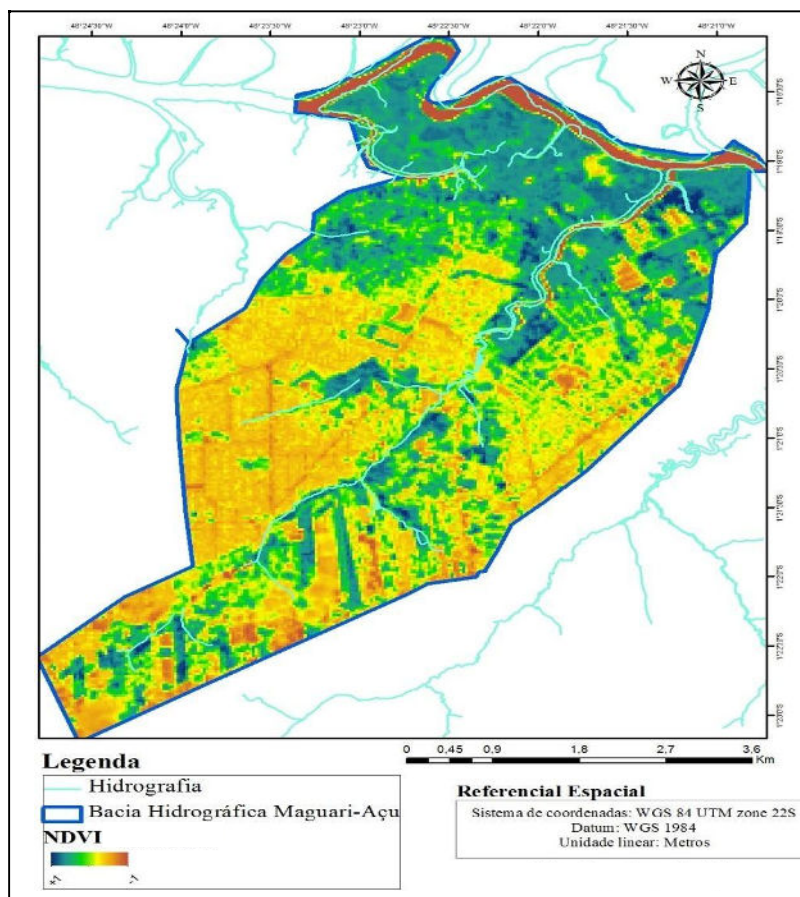 48°24'30"W 48°24'0"W 48°23'30"W 48°23'0"W 48°22'30"W 48°22'0"W 48°21'30"W 48°21'0"W
N
W E
S
Legenda
Hidrografia
Bacia Hidrográfica Maguari-Açu
NDVI
+1 -1
0 0,45 0,9 1,8 2,7 3,6
Km
Referencial Espacial
Sistema de coordenadas: WGS 84 UTM zone 22S
Datum: WGS 1984
Unidade linear: Metros